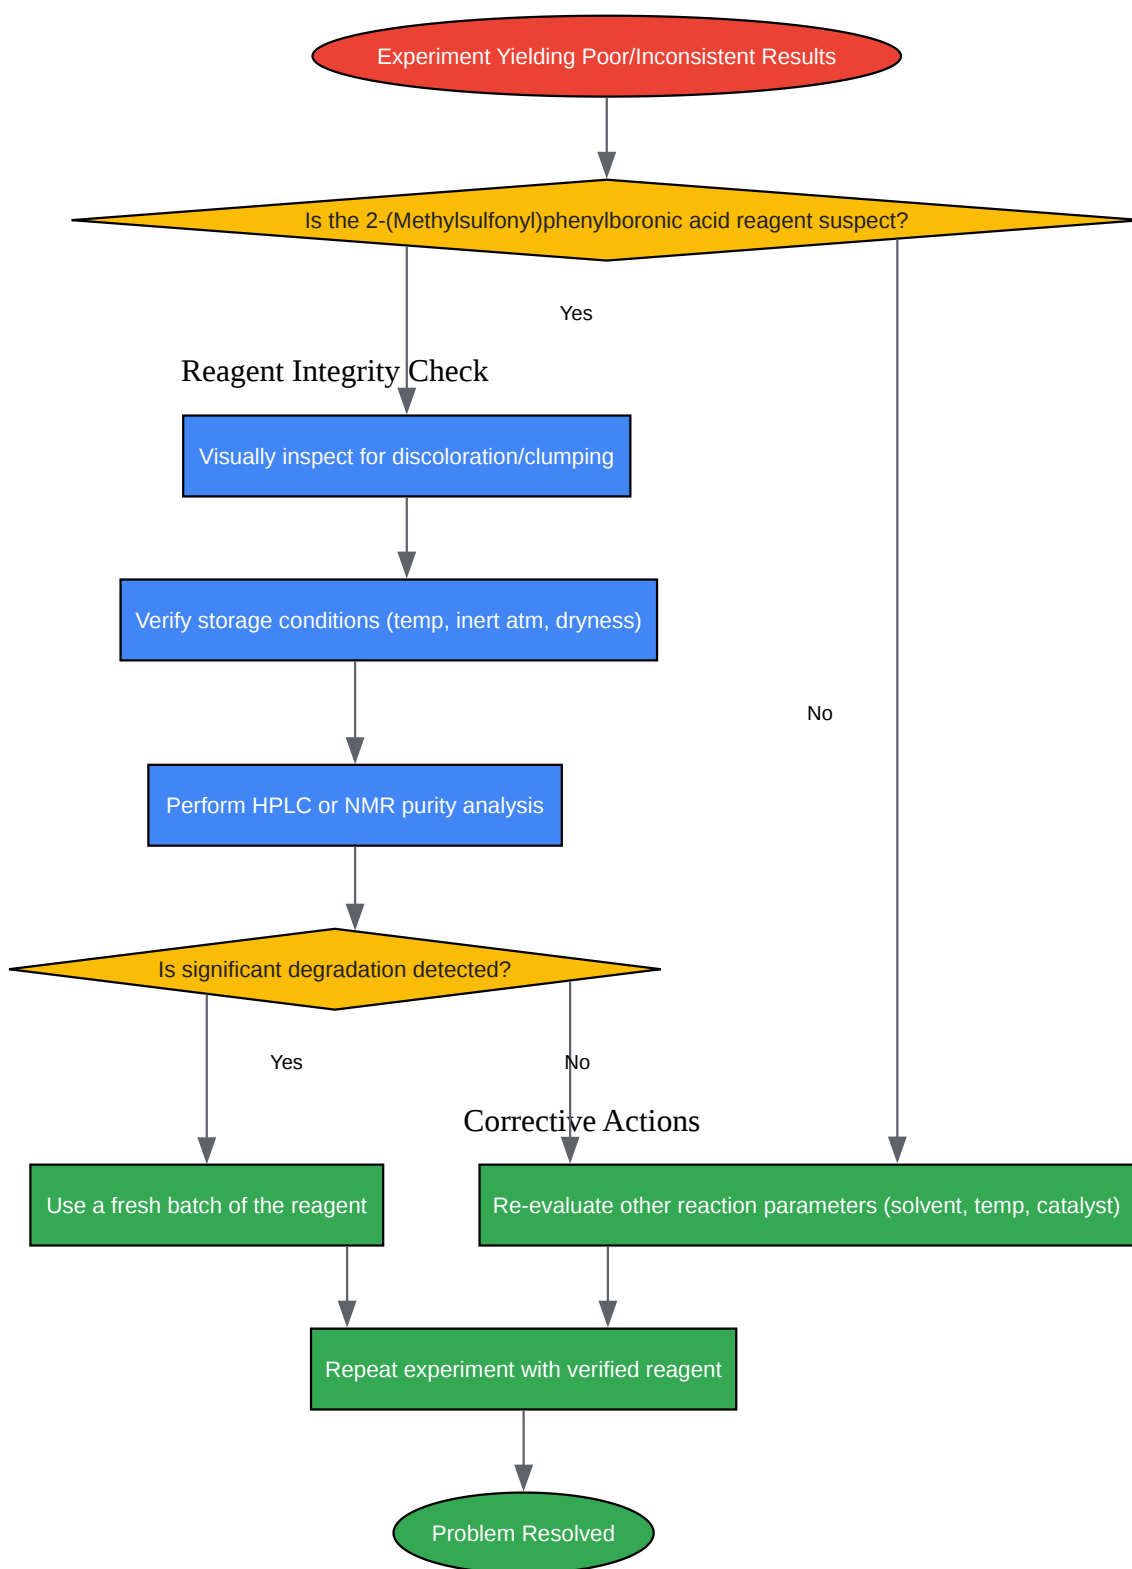 Experiment Yielding Poor/Inconsistent Results
Is the 2-(Methylsulfonyl)phenylboronic acid reagent suspect?
Yes
Reagent Integrity Check
Visually inspect for discoloration/clumping
Verify storage conditions (temp, inert atm, dryness)
No
Perform HPLC or NMR purity analysis
Is significant degradation detected?
Yes
No
Corrective Actions
Use a fresh batch of the reagent
Re-evaluate other reaction parameters (solvent, temp, catalyst)
Repeat experiment with verified reagent
Problem Resolved